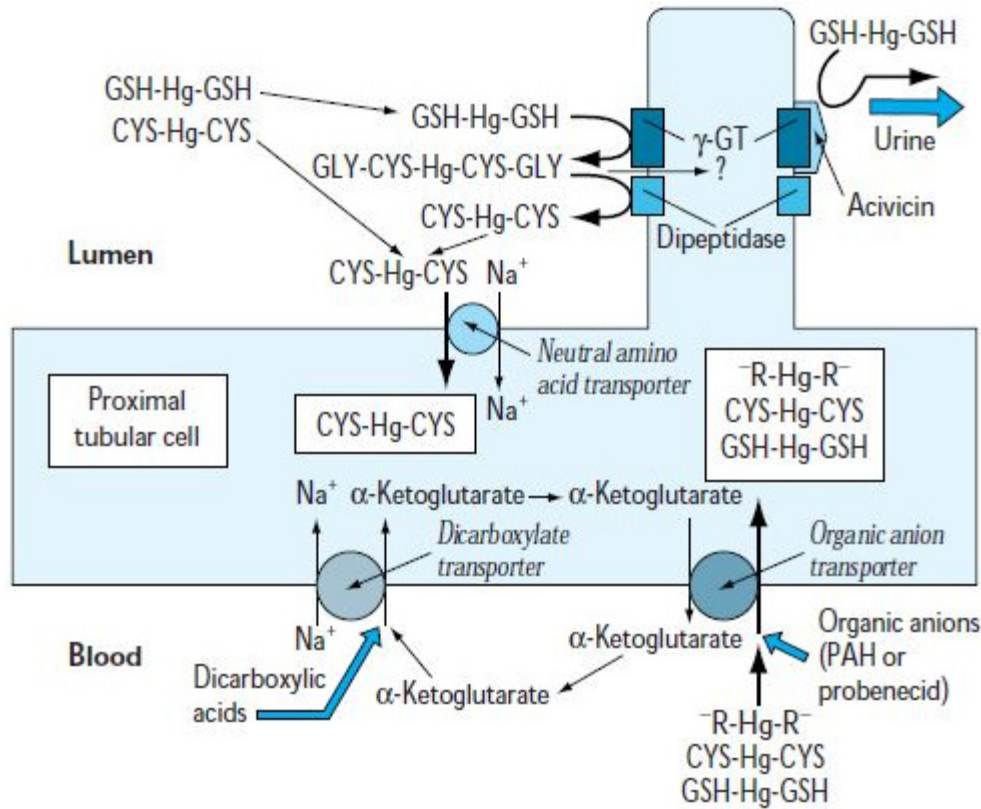 GSH-Hg-GSH
GSH-Hg-GSH
CYS-Hg-CYS
GSH-Hg-GSH
γ-GT
Urine
GLY-CYS-Hg-CYS-GLY
?
CYS-Hg-CYS
Acivicin
Dipeptidase
Lumen
CYS-Hg-CYS Na⁺
Neutral amino
acid transporter
Proximal
tubular cell
CYS-Hg-CYS
Na⁺
⁻R-Hg-R⁻
CYS-Hg-CYS
GSH-Hg-GSH
Na⁺ α-Ketoglutarate
α-Ketoglutarate
Dicarboxylate
transporter
Organic anion
transporter
Blood
Na⁺
α-Ketoglutarate
Organic anions
(PAH or
probenecid)
Dicarboxylic
acids
α-Ketoglutarate
⁻R-Hg-R⁻
CYS-Hg-CYS
GSH-Hg-GSH